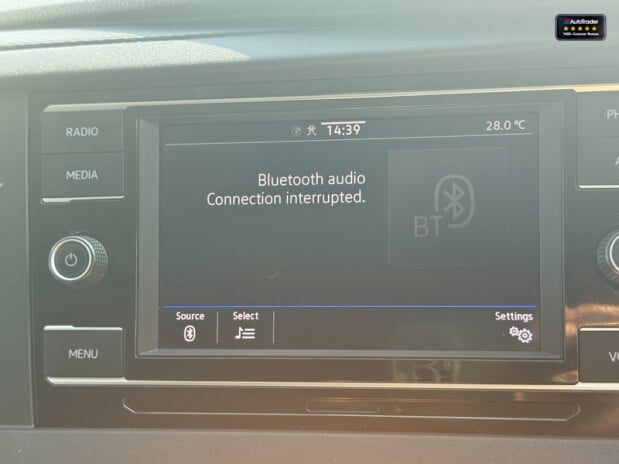 AutoTrader
RADIO
MEDIA
MENU
14:39
28.0 °C
Bluetooth audio
Connection interrupted.
BT
Source
Select
Settings